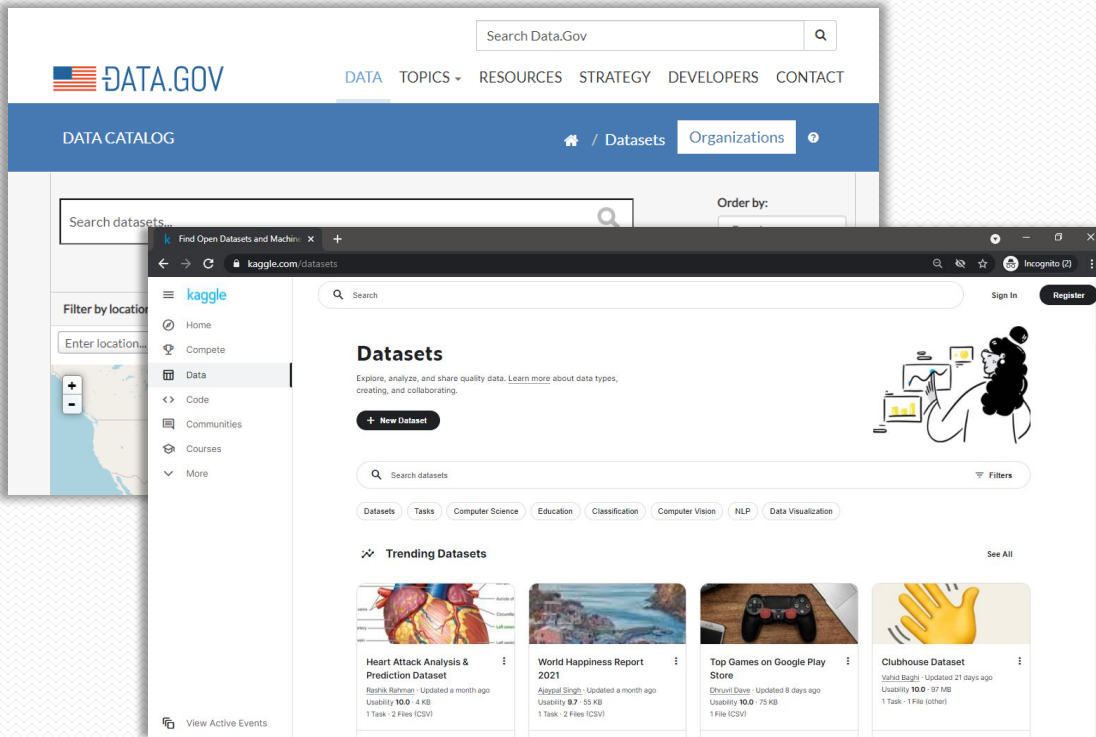 Search Data.Gov
DATA.GOV
DATA TOPICS RESOURCES STRATEGY DEVELOPERS CONTACT
DATA CATALOG
/ Datasets Organizations ?
Order by:
Search datasets...
Filter by location
Enter location...
+
-
k Find Open Datasets and Machine × +
kaggle.com/datasets
Incognito (2)
kaggle
Search
Sign In
Register
Home
Compete
Data
Code
Communities
Courses
More
View Active Events
Datasets
Explore, analyze, and share quality data. Learn more about data types,
creating, and collaborating.
+ New Dataset
Search datasets
Filters
Datasets Tasks Computer Science Education Classification Computer Vision NLP Data Visualization
Trending Datasets
See All
Heart Attack Analysis &
Prediction Dataset
Rashik Rahman · Updated a month ago
Usability 10.0 · 4 KB
1 Task · 2 Files (CSV)
World Happiness Report
2021
Ajaypal Singh · Updated a month ago
Usability 9.7 · 55 KB
1 Task · 2 Files (CSV)
Top Games on Google Play
Store
Dhruvil Dave · Updated 8 days ago
Usability 10.0 · 75 KB
1 File (CSV)
Clubhouse Dataset
Vahid Baghi · Updated 21 days ago
Usability 10.0 · 97 MB
1 Task · 1 File (other)